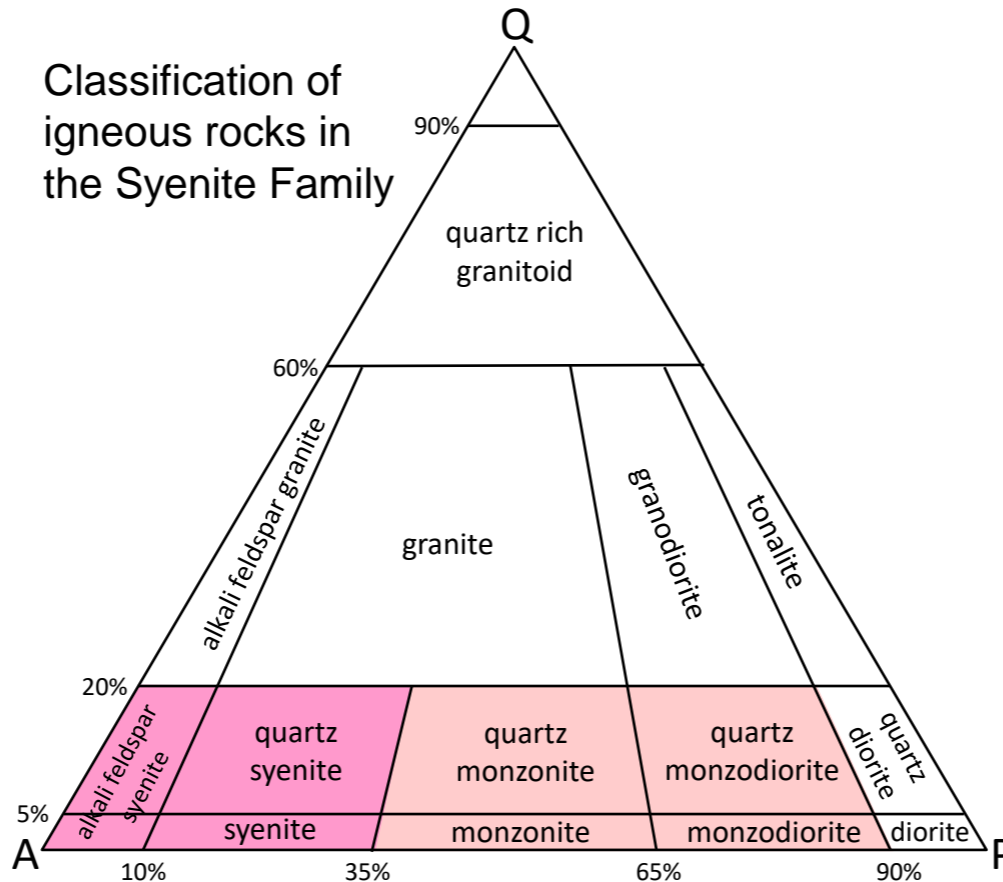 Q
Classification of
igneous rocks in
the Syenite Family
90%
quartz rich
granitoid
60%
alkali feldspar granite
granite
granodiorite
tonalite
20%
alkali feldspar
syenite
quartz
syenite
quartz
monzonite
quartz
monzodiorite
quartz
diorite
5%
syenite
monzonite
monzodiorite
diorite
A
P
10%
35%
65%
90%